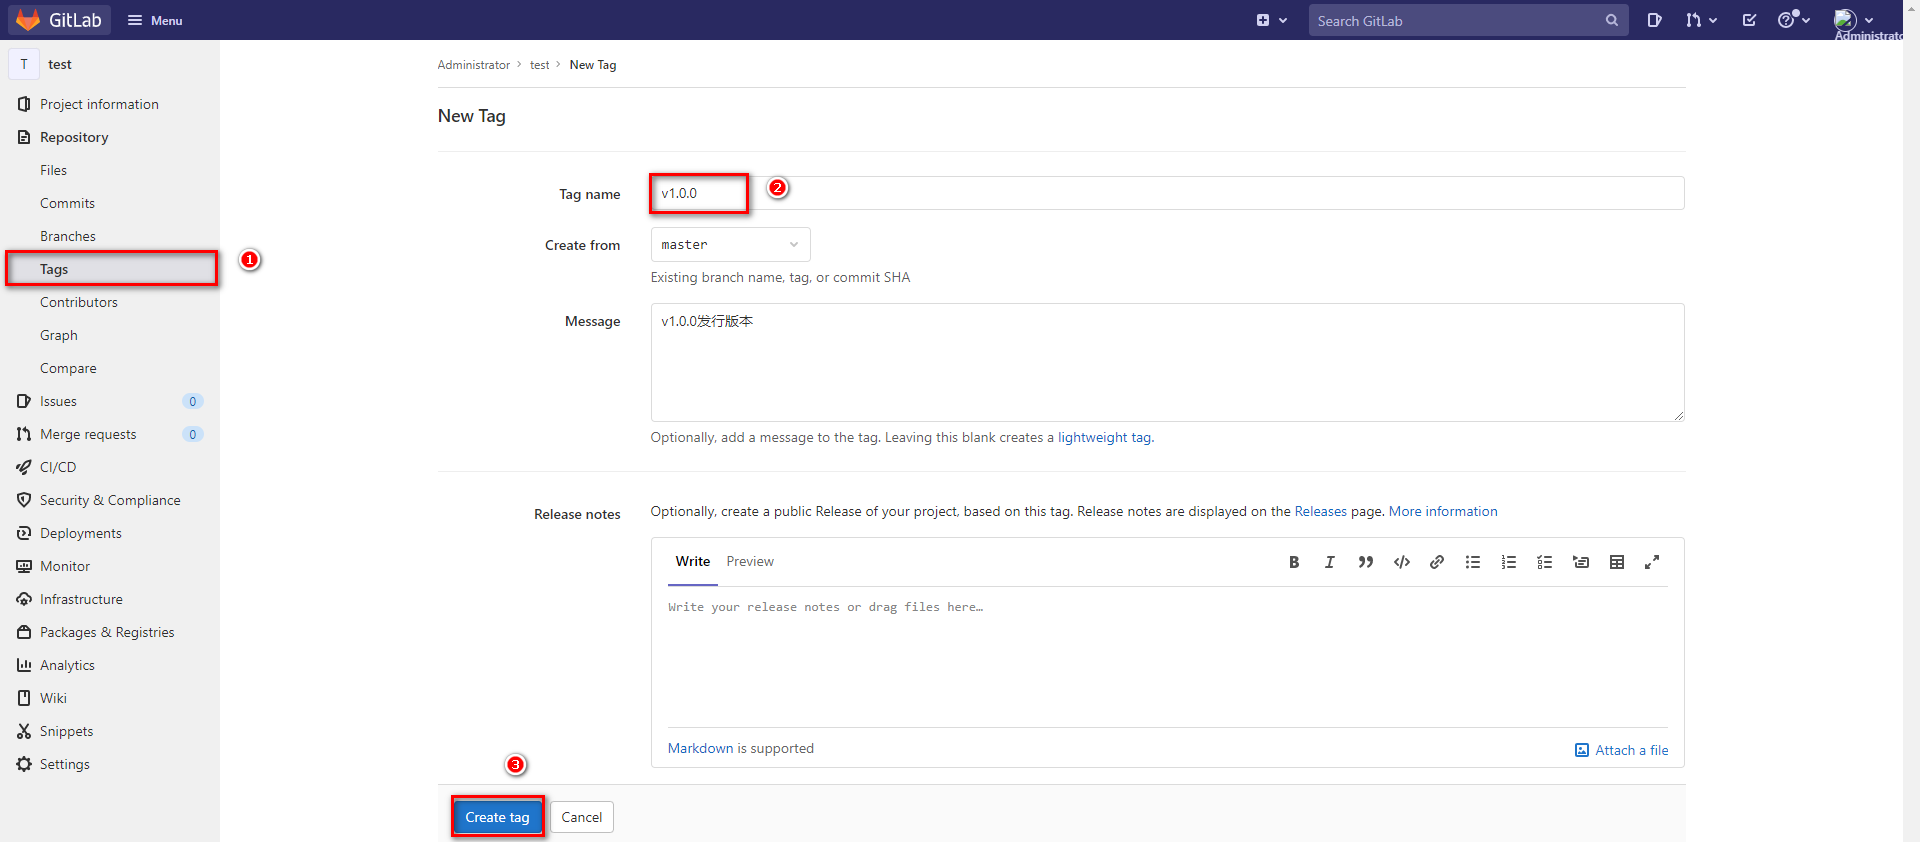 GitLab
Menu
Search GitLab
Administrato
T
test
Project information
Repository
Files
Commits
Branches
Tags
1
Contributors
Graph
Compare
Issues 0
Merge requests 0
CI/CD
Security & Compliance
Deployments
Monitor
Infrastructure
Packages & Registries
Analytics
Wiki
Snippets
Settings
Administrator > test > New Tag
New Tag
Tag name
v1.0.0
2
Create from
master
Existing branch name, tag, or commit SHA
Message
v1.0.0发行版本
Optionally, add a message to the tag. Leaving this blank creates a lightweight tag.
Release notes
Optionally, create a public Release of your project, based on this tag. Release notes are displayed on the Releases page. More information
Write Preview
Write your release notes or drag files here…
Markdown is supported
Attach a file
3
Create tag
Cancel